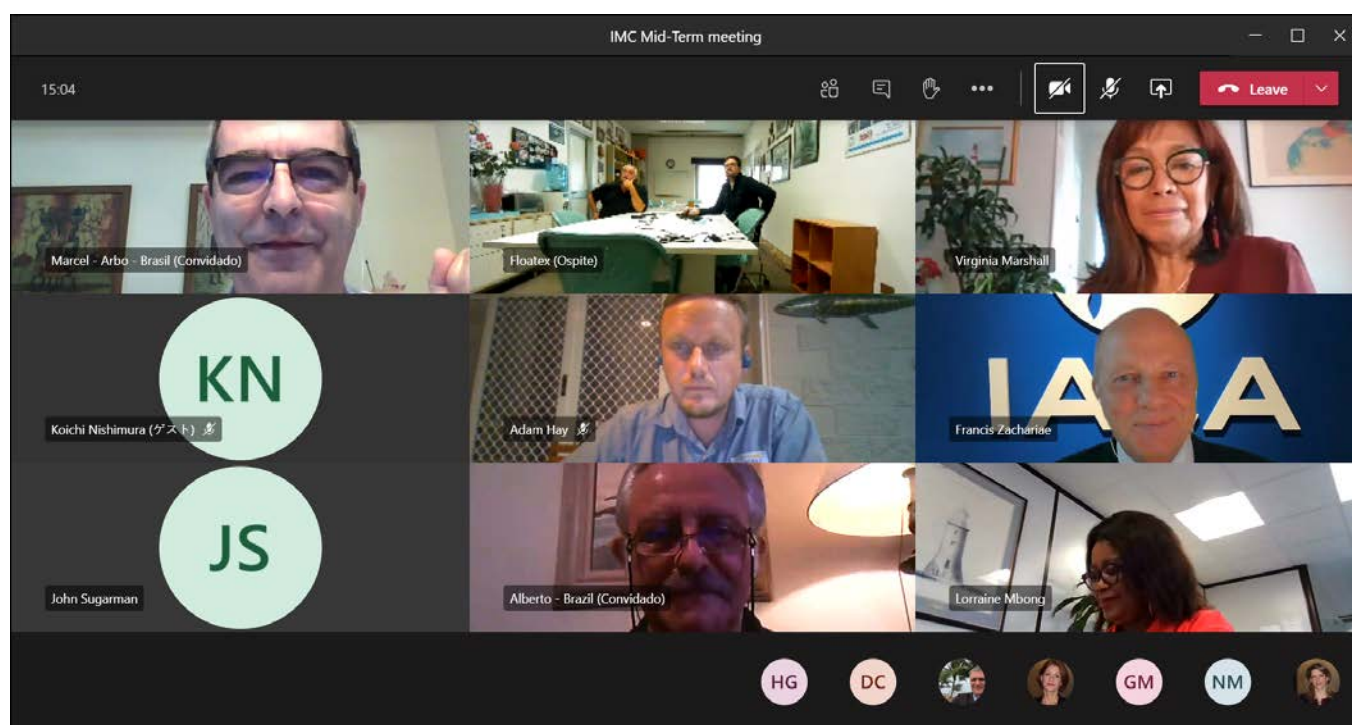 IMC Mid-Term meeting
15:04
Leave
Marcel - Arbo - Brasil (Convidado)
Floatex (Ospite)
Virginia Marshall
KN
Koichi Nishimura (ゲスト)
Adam Hay
IALA
Francis Zachariae
JS
John Sugarman
Alberto - Brazil (Convidado)
Lorraine Mbong
HG
DC
GM
NM